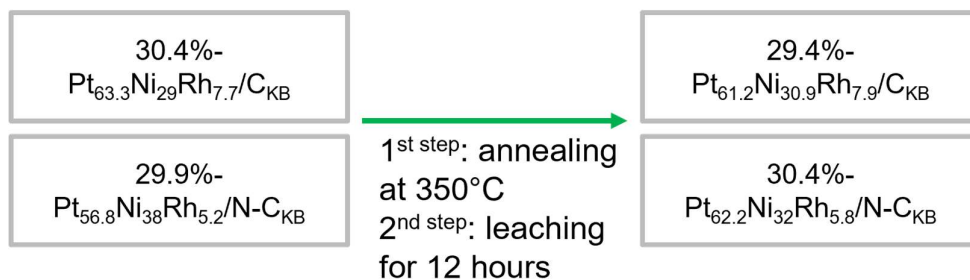 30.4%-
Pt63.3Ni29Rh7.7/CKB
29.9%-
Pt56.8Ni38Rh5.2/N-CKB
1st step: annealing
at 350°C
2nd step: leaching
for 12 hours
29.4%-
Pt61.2Ni30.9Rh7.9/CKB
30.4%-
Pt62.2Ni32Rh5.8/N-CKB